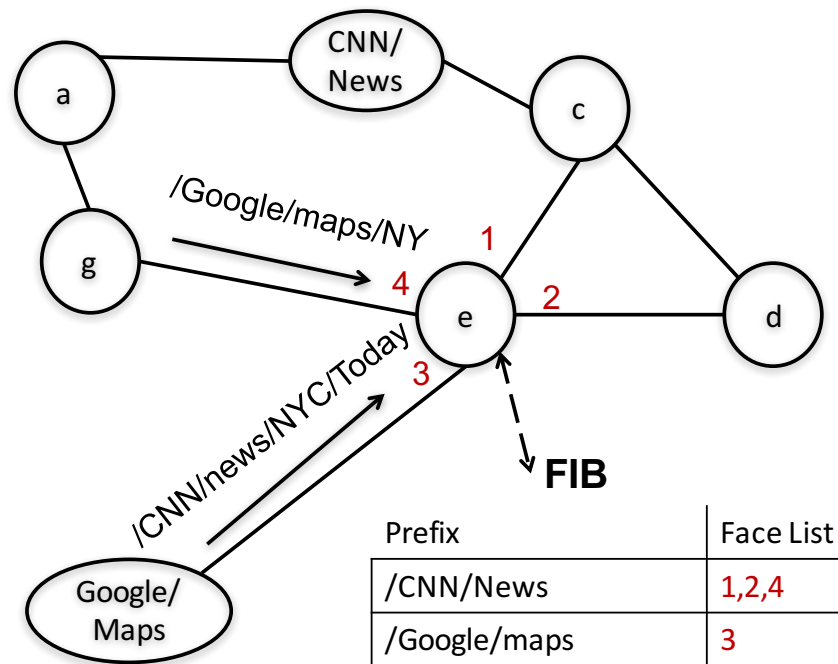 CNN/
News
a
c
/Google/maps/NY
g
1
4
2
e
d
/CNN/news/NYC/Today
3
FIB
Google/
Maps
Prefix Face List
/CNN/News 1,2,4
/Google/maps 3